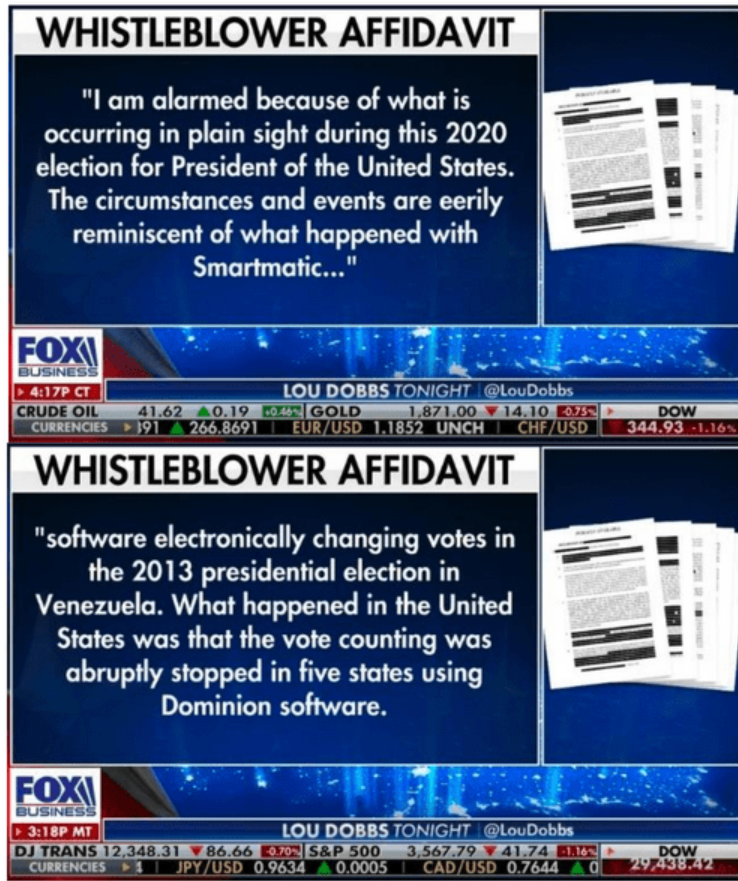 WHISTLEBLOWER AFFIDAVIT
"I am alarmed because of what is
occurring in plain sight during this 2020
election for President of the United States.
The circumstances and events are eerily
reminiscent of what happened with
Smartmatic..."
FOX
BUSINESS
4:17P CT
LOU DOBBS TONIGHT @LouDobbs
CRUDE OIL 41.62 ▲0.19 +0.46% GOLD 1,871.00 ▼14.10 -0.75% DOW
CURRENCIES 391 ▲ 266.8691 EUR/USD 1.1852 UNCH CHF/USD 344.93 -1.16%
WHISTLEBLOWER AFFIDAVIT
"software electronically changing votes in
the 2013 presidential election in
Venezuela. What happened in the United
States was that the vote counting was
abruptly stopped in five states using
Dominion software.
FOX
BUSINESS
3:18P MT
LOU DOBBS TONIGHT @LouDobbs
DJ TRANS 12,348.31 ▼86.66 -0.70% S&P 500 3,567.79 ▼41.74 -1.16% DOW
CURRENCIES JPY/USD 0.9634 ▲0.0005 CAD/USD 0.7644 ▲0 29,438.42